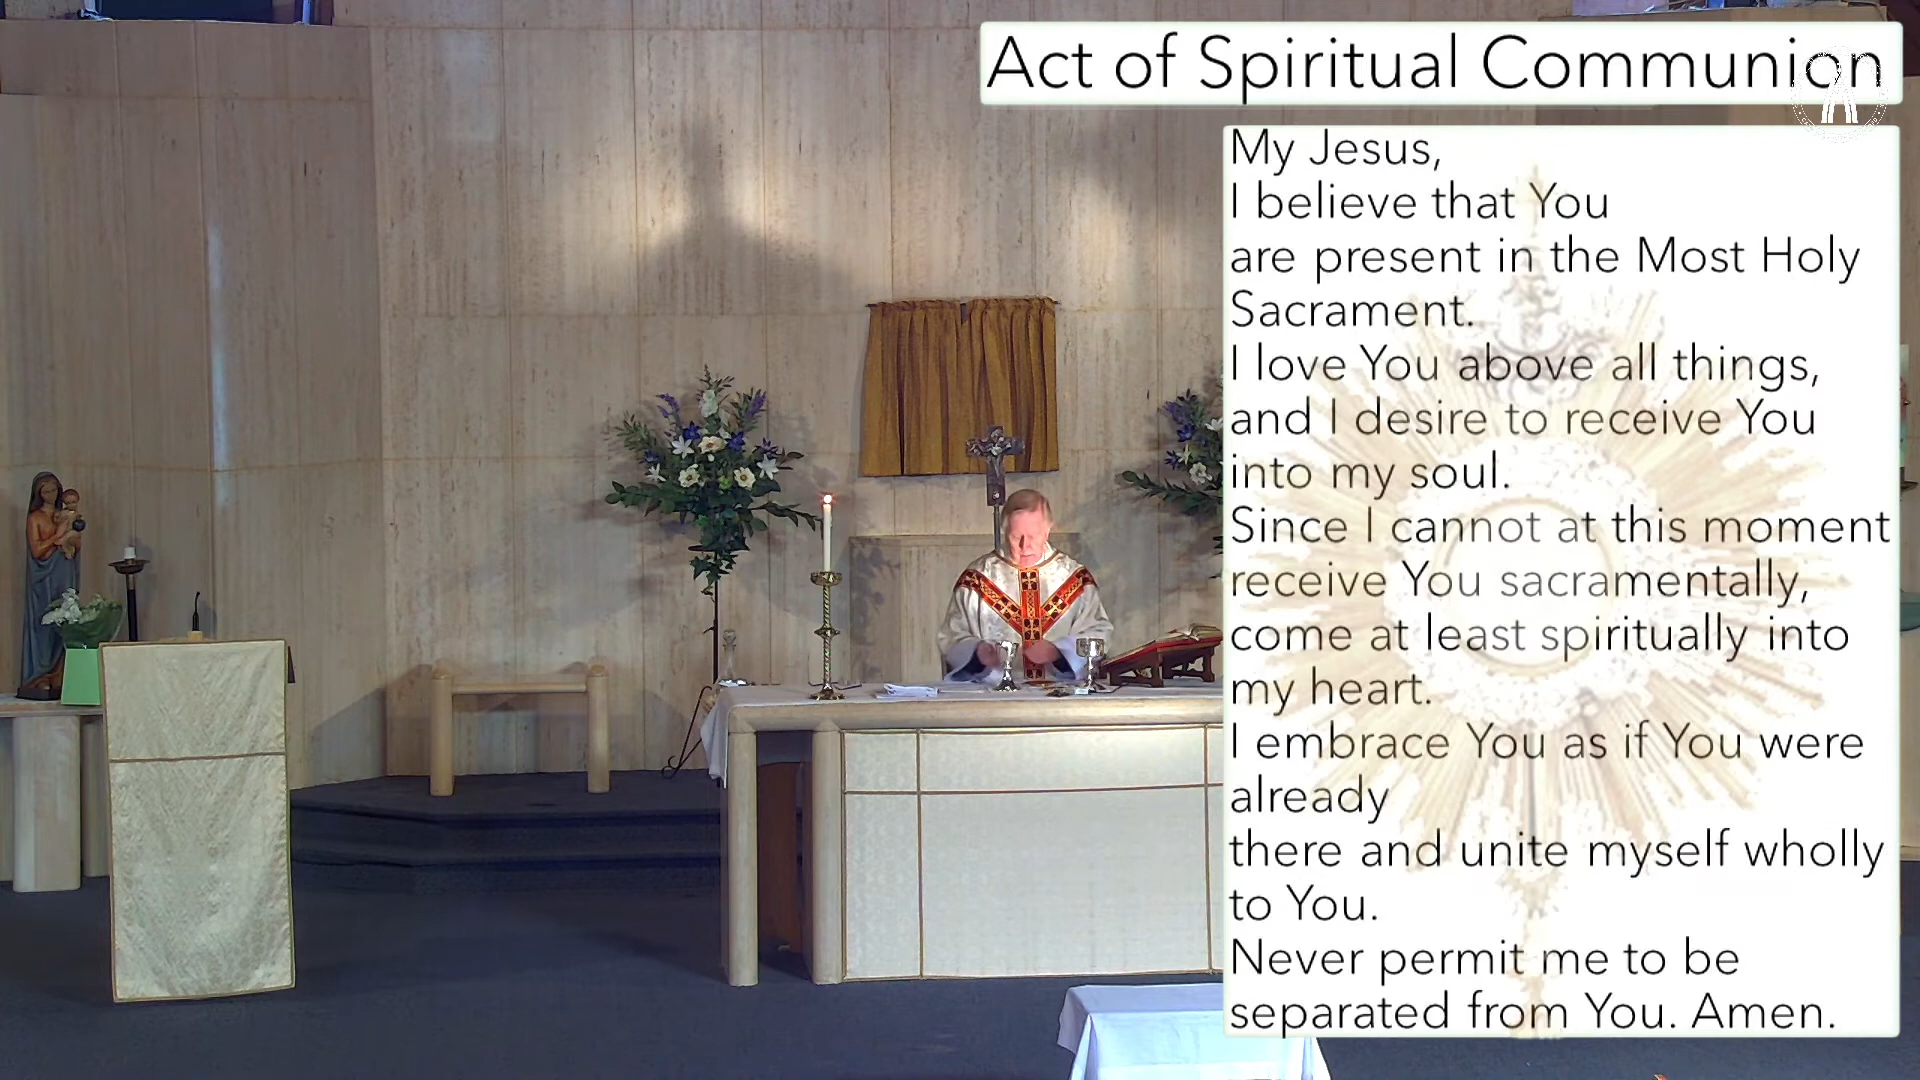 Act of Spiritual Communion
My Jesus,
I believe that You
are present in the Most Holy
Sacrament.
I love You above all things,
and I desire to receive You
into my soul.
Since I cannot at this moment
receive You sacramentally,
come at least spiritually into
my heart.
I embrace You as if You were
already
there and unite myself wholly
to You.
Never permit me to be
separated from You. Amen.